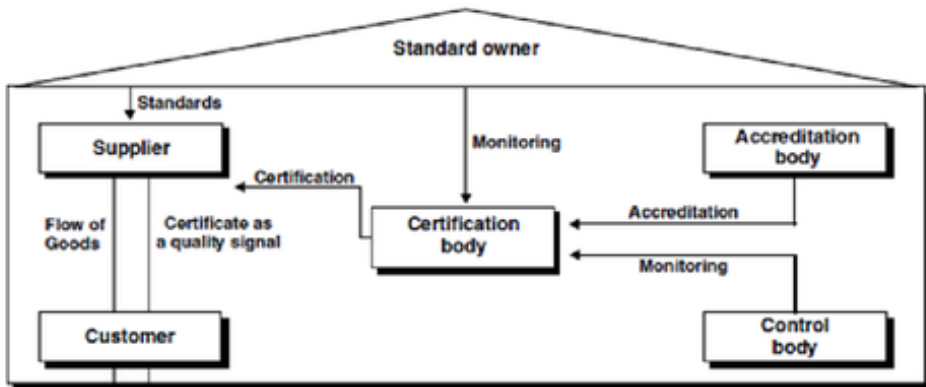 Standard owner
Standards
Supplier
Monitoring
Accreditation
body
Certification
Accreditation
Flow of
Goods
Certificate as
a quality signal
Certification
body
Monitoring
Customer
Control
body